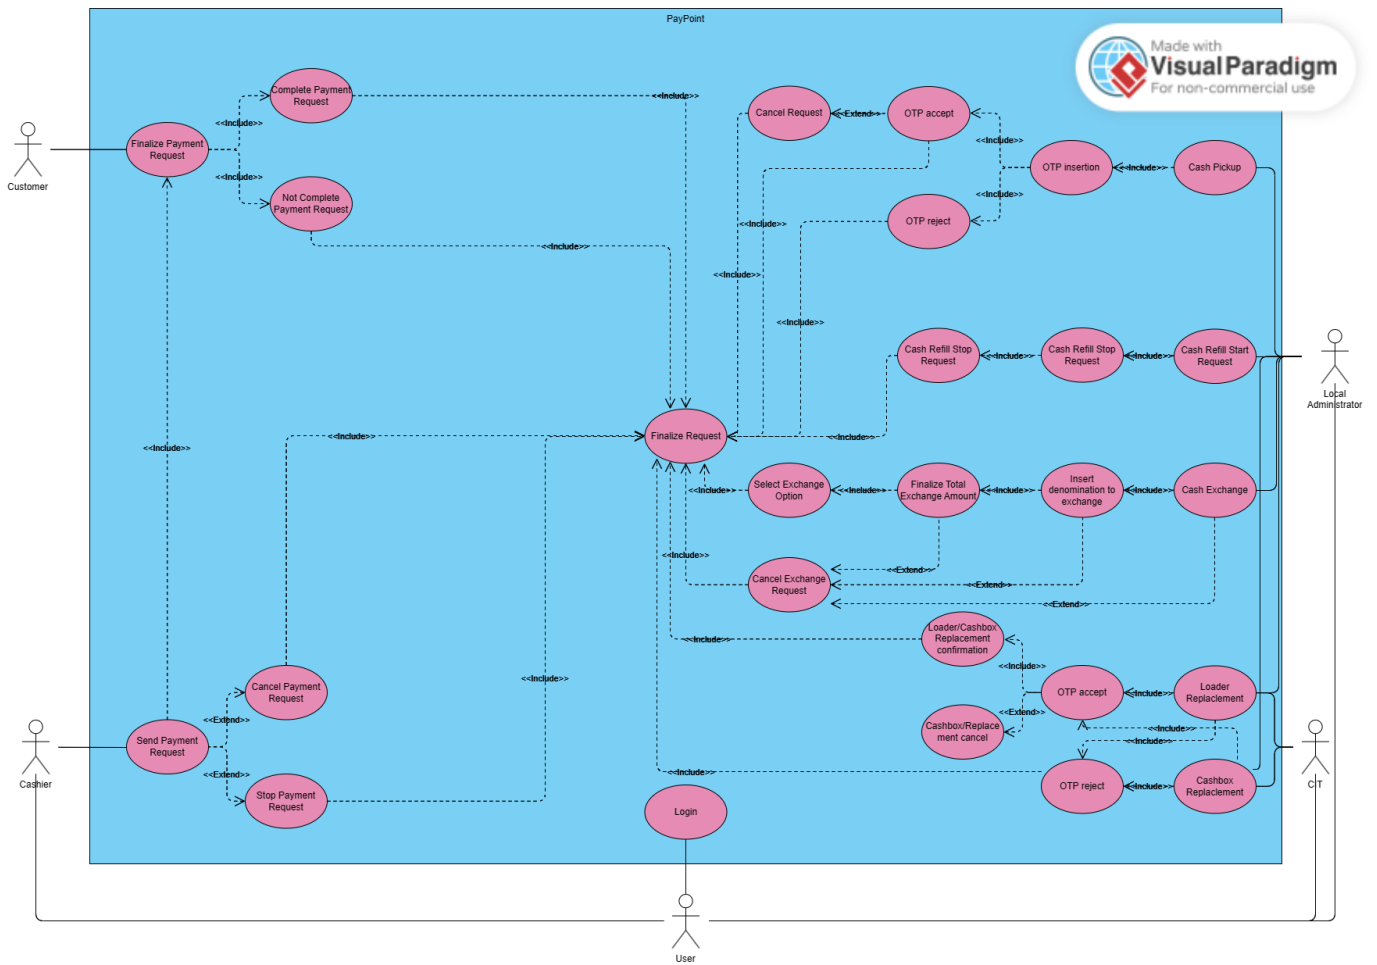 PayPoint
Made with
Visual Paradigm
For non-commercial use
Complete Payment
Request
<<Include>>
Cancel Request
<<Extend>>
OTP accept
<<Include>>
Finalize Payment
Request
<<Include>>
OTP insertion
<<Include>>
Cash Pickup
Customer
Not Complete
Payment Request
<<Include>>
OTP reject
<<Include>>
<<Include>>
<<Include>>
<<Include>>
Cash Refill Stop
Request
<<Include>>
Cash Refill Stop
Request
<<Include>>
Cash Refill Start
Request
Local
Administrator
<<Include>>
<<Include>>
Finalize Request
<<Include>>
<<Include>>
Select Exchange
Option
<<Include>>
Finalize Total
Exchange Amount
<<Include>>
Insert
denomination to
exchange
<<Include>>
Cash Exchange
<<Include>>
Cancel Exchange
Request
<<Extend>>
<<Extend>>
<<Extend>>
Loader/Cashbox
Replacement
confirmation
<<Include>>
<<Include>>
<<Include>>
Cancel Payment
Request
OTP accept
<<Include>>
Loader
Replacement
<<Extend>>
<<Extend>>
Cashbox/Replace
ment cancel
<<Include>>
<<Include>>
Send Payment
Request
<<Extend>>
<<Include>>
Cashier
Stop Payment
Request
OTP reject
<<Include>>
Cashbox
Replacement
CIT
Login
User